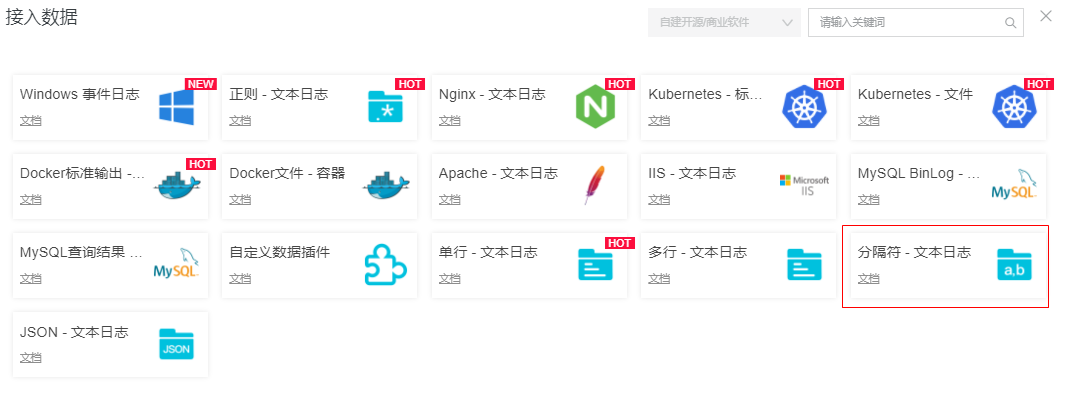 接入数据
自建开源/商业软件
请输入关键词
Windows 事件日志
NEW
文档
正则 - 文本日志
HOT
.*
文档
Nginx - 文本日志
HOT
N
文档
Kubernetes - 标...
HOT
文档
Kubernetes - 文件
HOT
文档
Docker标准输出 -...
HOT
文档
Docker文件 - 容器
文档
Apache - 文本日志
文档
IIS - 文本日志
Microsoft
IIS
文档
MySQL BinLog - ...
MySQL
文档
MySQL查询结果 ...
MySQL
文档
自定义数据插件
文档
单行 - 文本日志
HOT
文档
多行 - 文本日志
文档
分隔符 - 文本日志
a,b
文档
JSON - 文本日志
JSON
文档